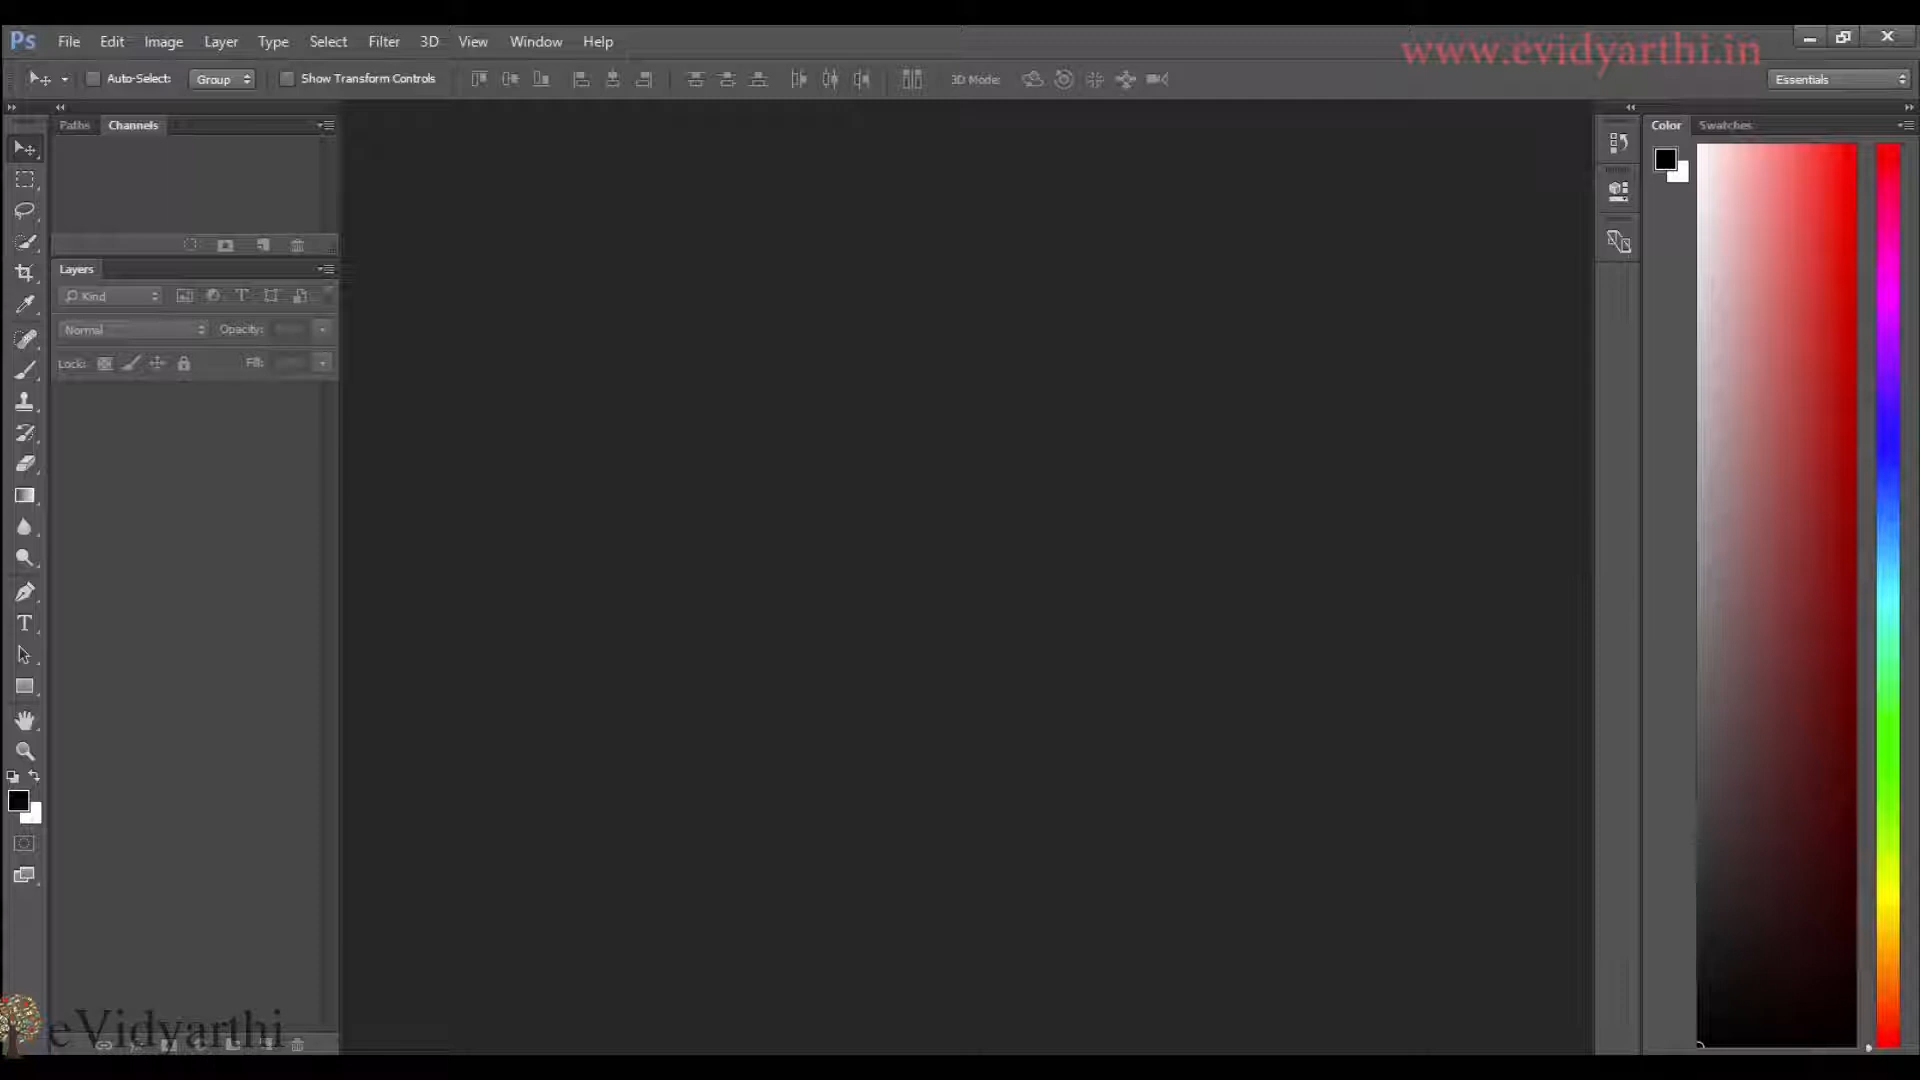 Ps File Edit Image Layer Type Select Filter 3D View Window Help
www.evidyarthi.in
Auto-Select: Group Show Transform Controls 3D Mode: Essentials
Paths Channels
Color Swatches
Layers
Kind
Normal Opacity:
Lock: Fill:
eVidyarthi